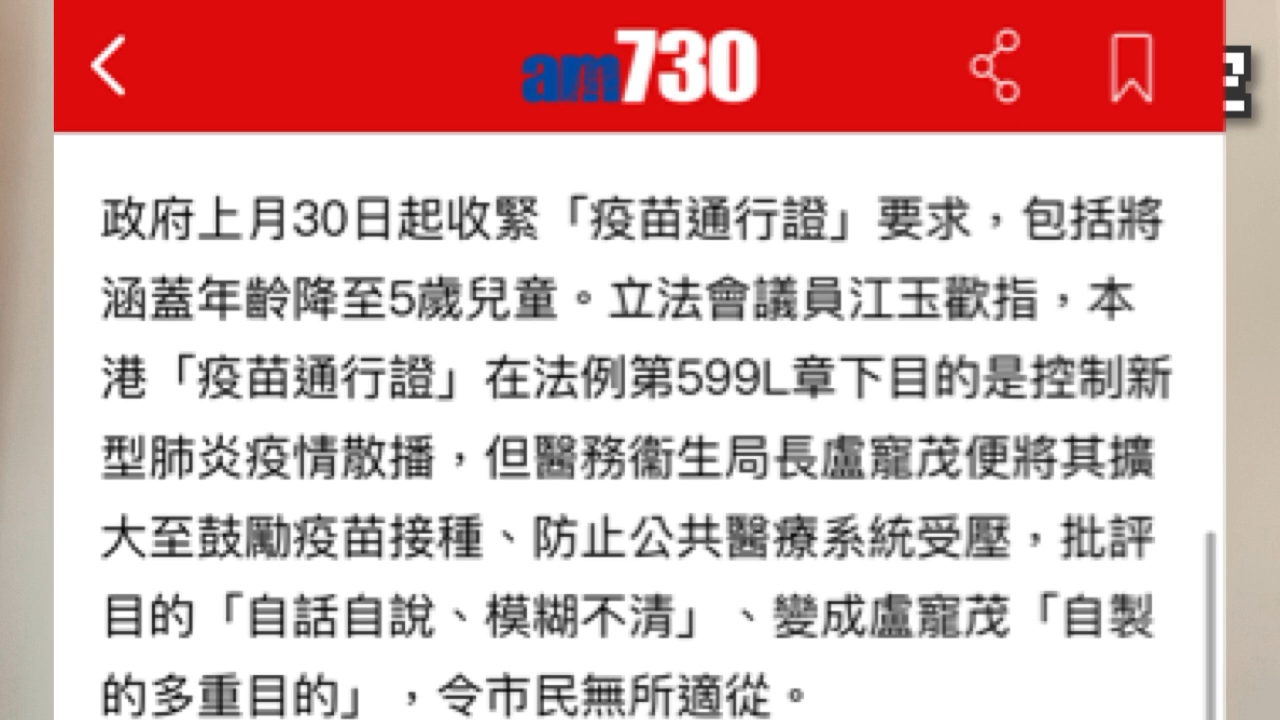 am730
政府上月30日起收緊「疫苗通行證」要求，包括將
涵蓋年齡降至5歲兒童。立法會議員江玉歡指，本
港「疫苗通行證」在法例第599L章下目的是控制新
型肺炎疫情散播，但醫務衞生局長盧寵茂便將其擴
大至鼓勵疫苗接種、防止公共醫療系統受壓，批評
目的「自話自說、模糊不清」、變成盧寵茂「自製
的多重目的」，令市民無所適從。